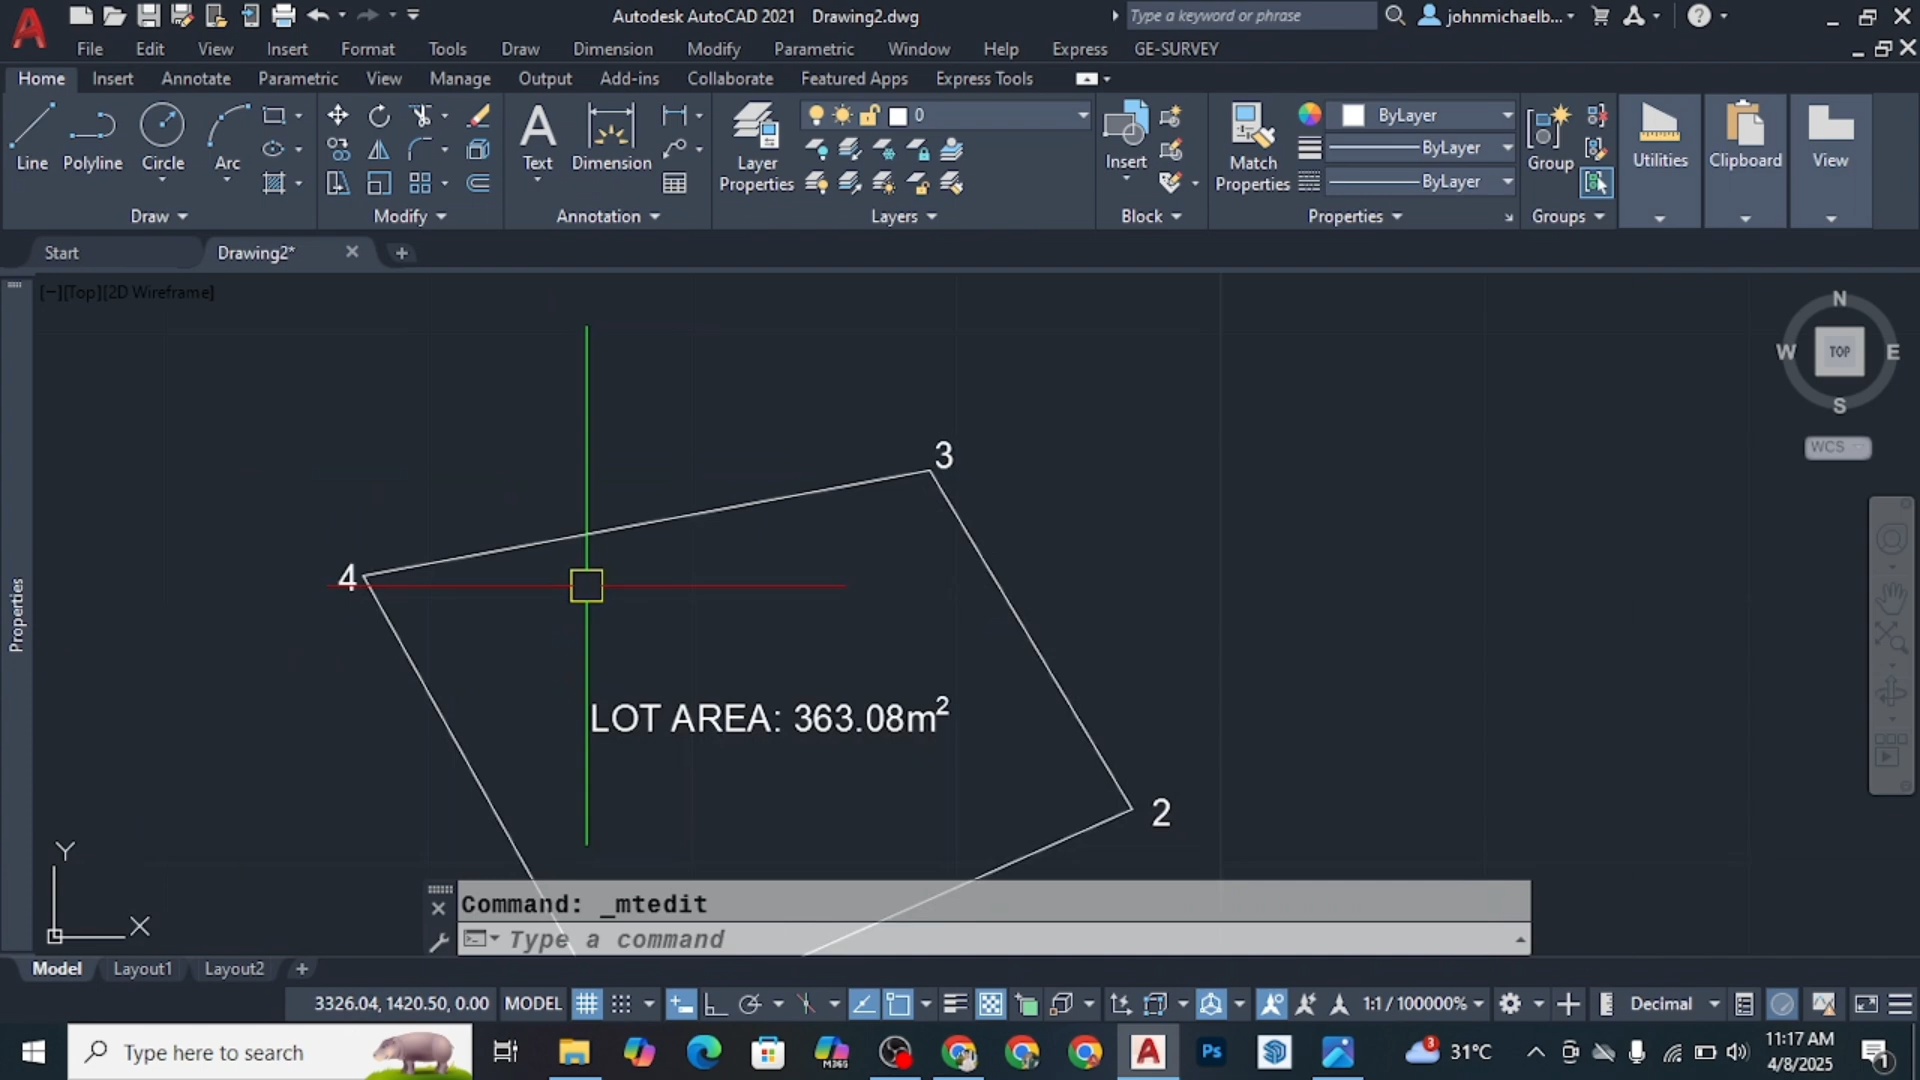 Autodesk AutoCAD 2021 Drawing2.dwg
Type a keyword or phrase
johnmichaelb...
File Edit View Insert Format Tools Draw Dimension Modify Parametric Window Help Express GE-SURVEY
Home Insert Annotate Parametric View Manage Output Add-ins Collaborate Featured Apps Express Tools
0
ByLayer
ByLayer
ByLayer
Line Polyline Circle Arc
Text Dimension
Layer Properties
Insert
Match Properties
Group
Utilities Clipboard View
Draw Modify Annotation Layers Block Properties Groups
Start Drawing2*
[−][Top][2D Wireframe]
N
W TOP E
S
WCS
3
4
LOT AREA: 363.08m²
2
Properties
Y
X
Command: _mtedit
Type a command
Model Layout1 Layout2
3326.04, 1420.50, 0.00 MODEL 1:1 / 100000% Decimal
Type here to search
M365
A
Ps
3
31°C
11:17 AM
4/8/2025
1